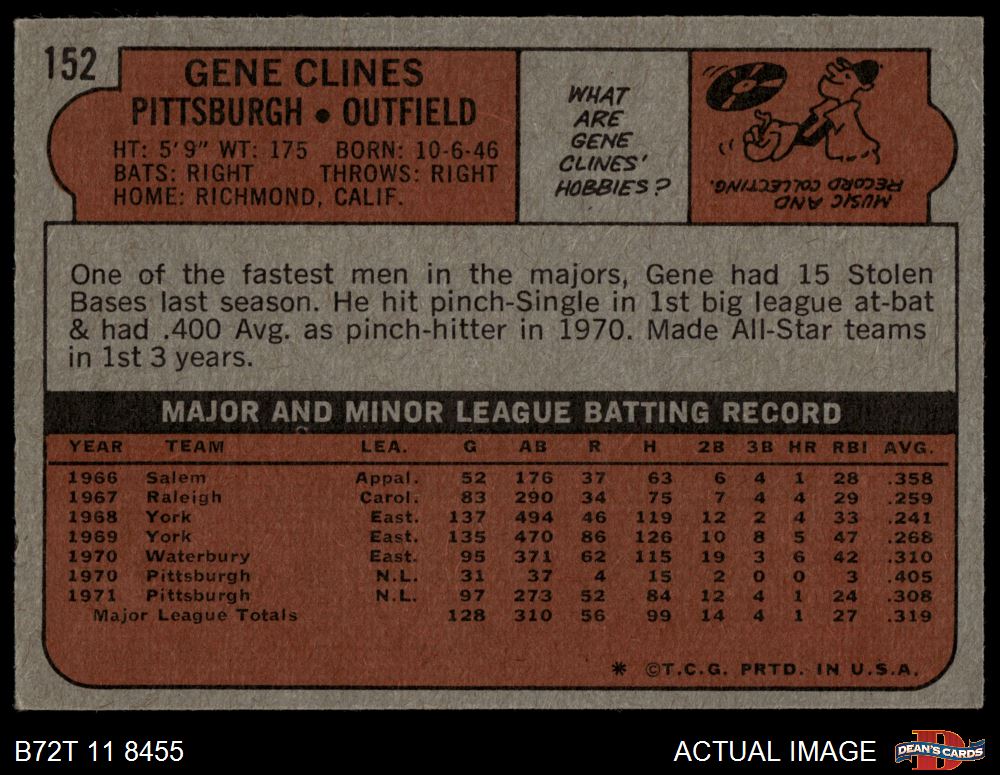 152
GENE CLINES
PITTSBURGH • OUTFIELD
HT: 5'9" WT: 175 BORN: 10-6-46
BATS: RIGHT THROWS: RIGHT
HOME: RICHMOND, CALIF.
WHAT
ARE
GENE
CLINES'
HOBBIES?
MUSIC AND
RECORD COLLECTING.
One of the fastest men in the majors, Gene had 15 Stolen
Bases last season. He hit pinch-Single in 1st big league at-bat
& had .400 Avg. as pinch-hitter in 1970. Made All-Star teams
in 1st 3 years.
MAJOR AND MINOR LEAGUE BATTING RECORD
YEAR TEAM LEA. G AB R H 2B 3B HR RBI AVG.
1966 Salem Appal. 52 176 37 63 6 4 1 28 .358
1967 Raleigh Carol. 83 290 34 75 7 4 4 29 .259
1968 York East. 137 494 46 119 12 2 4 33 .241
1969 York East. 135 470 86 126 10 8 5 47 .268
1970 Waterbury East. 95 371 62 115 19 3 6 42 .310
1970 Pittsburgh N.L. 31 37 4 15 2 0 0 3 .405
1971 Pittsburgh N.L. 97 273 52 84 12 4 1 24 .308
Major League Totals 128 310 56 99 14 4 1 27 .319
* ©T.C.G. PRTD. IN U.S.A.
B72T 11 8455
ACTUAL IMAGE
DEAN'S CARDS